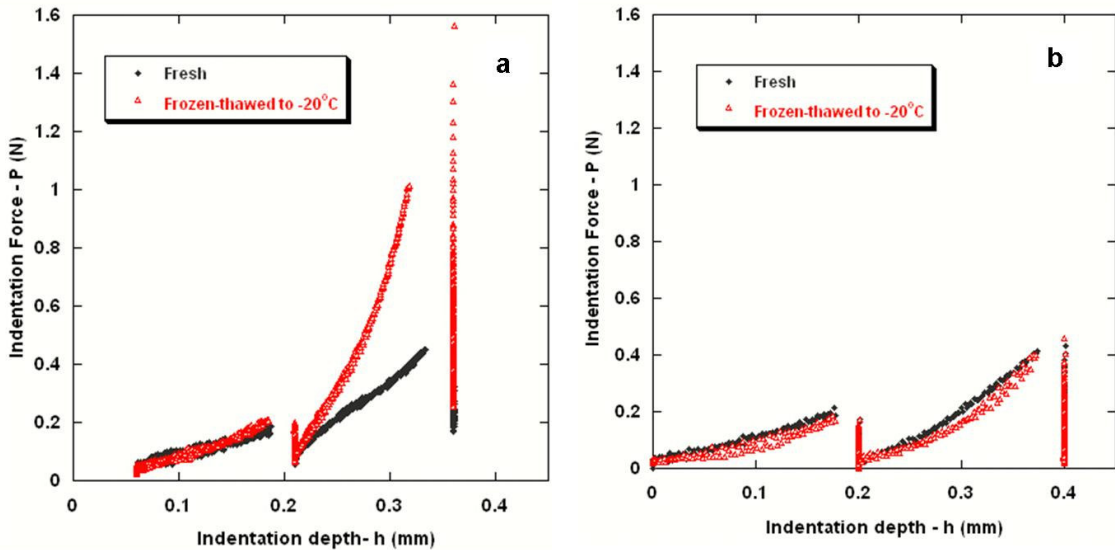 a
Fresh
Frozen-thawed to -20°C
Indentation Force - P (N)
1.6
1.4
1.2
1
0.8
0.6
0.4
0.2
0
0
0.1
0.2
0.3
0.4
Indentation depth- h (mm)
b
Fresh
Frozen-thawed to -20°C
Indentation Force - P (N)
1.6
1.4
1.2
1
0.8
0.6
0.4
0.2
0
0
0.1
0.2
0.3
0.4
Indentation depth - h (mm)